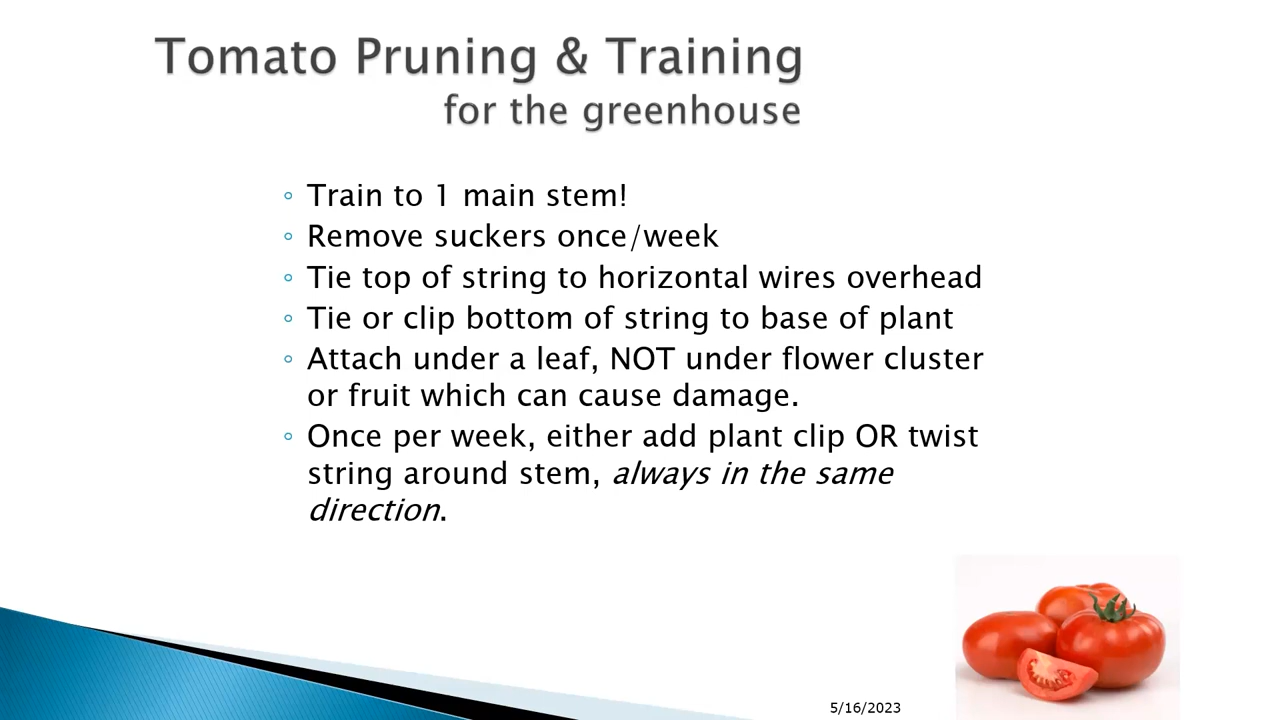 Tomato Pruning & Training
for the greenhouse
◦ Train to 1 main stem!
◦ Remove suckers once/week
◦ Tie top of string to horizontal wires overhead
◦ Tie or clip bottom of string to base of plant
◦ Attach under a leaf, NOT under flower cluster
or fruit which can cause damage.
◦ Once per week, either add plant clip OR twist
string around stem, always in the same
direction.
5/16/2023